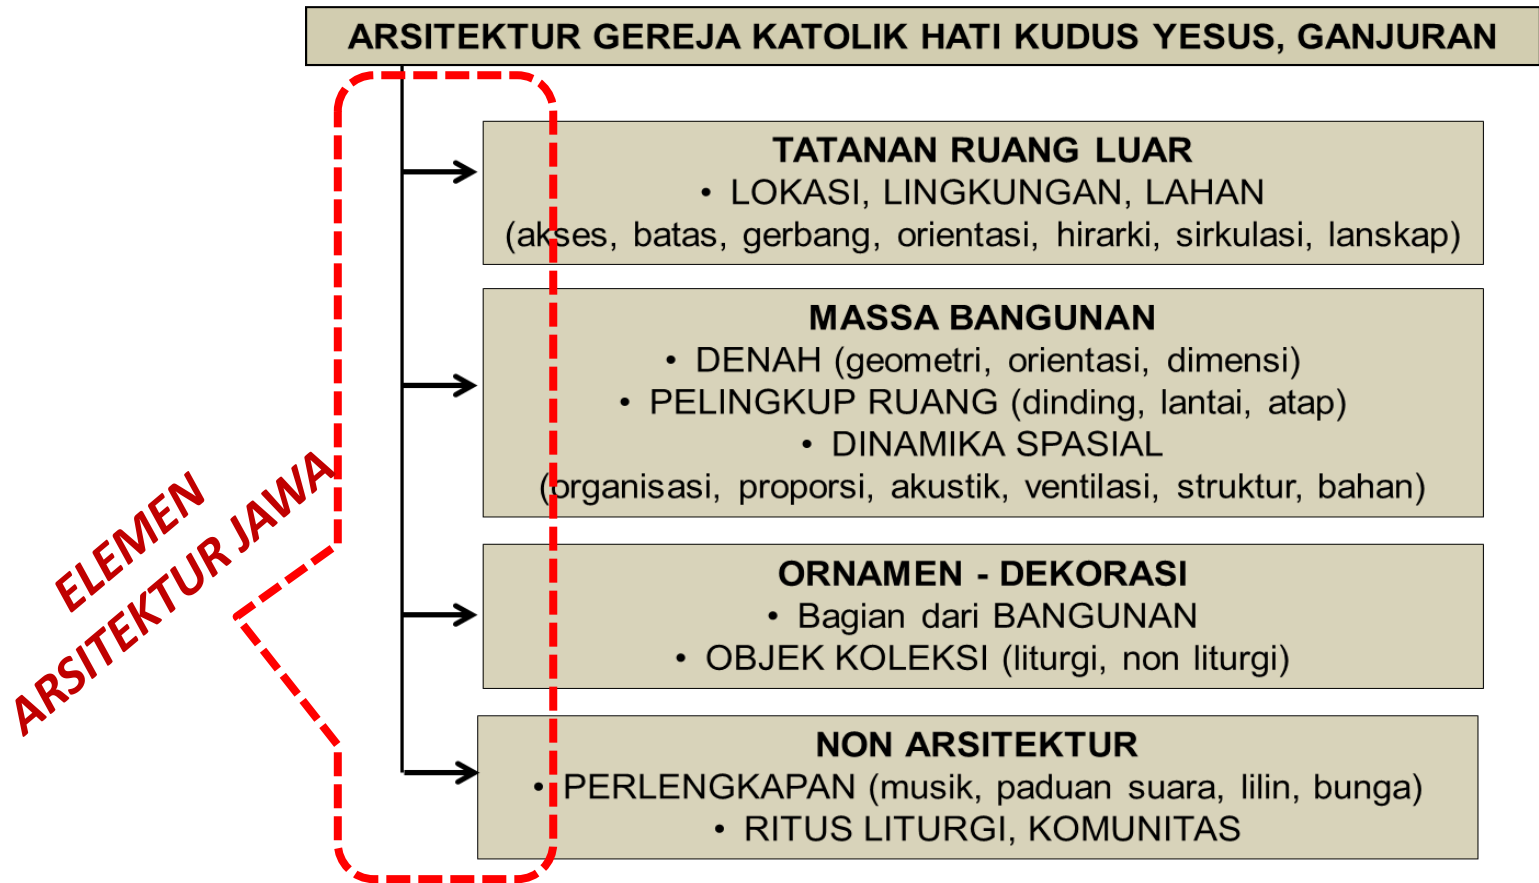 ARSITEKTUR GEREJA KATOLIK HATI KUDUS YESUS, GANJURAN
TATANAN RUANG LUAR
• LOKASI, LINGKUNGAN, LAHAN
(akses, batas, gerbang, orientasi, hirarki, sirkulasi, lanskap)
MASSA BANGUNAN
• DENAH (geometri, orientasi, dimensi)
• PELINGKUP RUANG (dinding, lantai, atap)
• DINAMIKA SPASIAL
(organisasi, proporsi, akustik, ventilasi, struktur, bahan)
ORNAMEN - DEKORASI
• Bagian dari BANGUNAN
• OBJEK KOLEKSI (liturgi, non liturgi)
NON ARSITEKTUR
• PERLENGKAPAN (musik, paduan suara, lilin, bunga)
• RITUS LITURGI, KOMUNITAS
ELEMEN
ARSITEKTUR JAWA